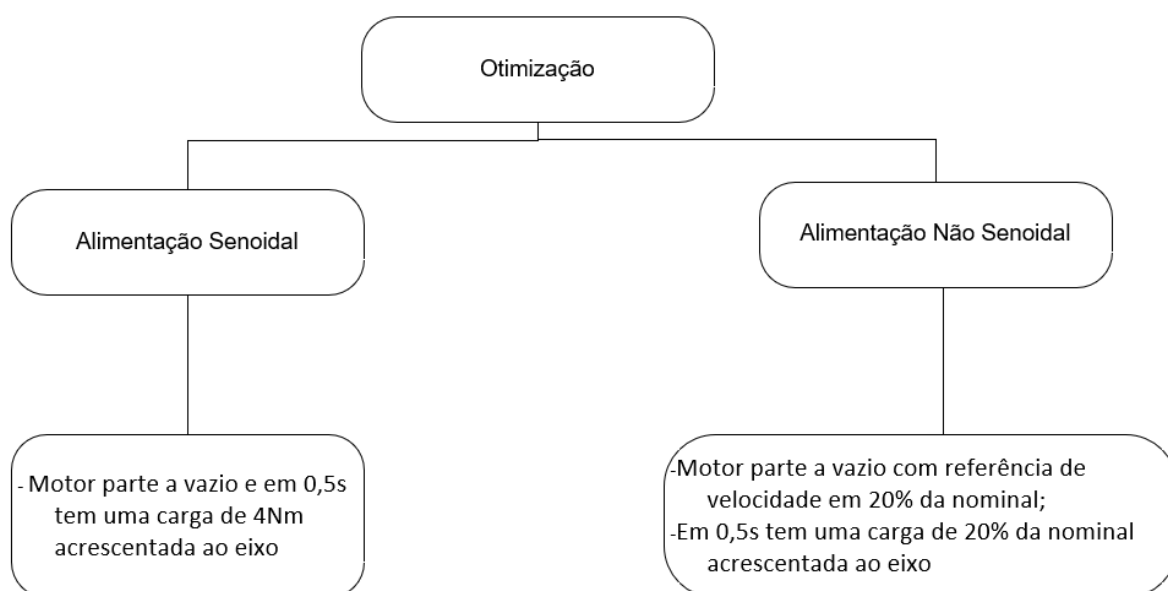 Otimização
Alimentação Senoidal
Alimentação Não Senoidal
- Motor parte a vazio e em 0,5s
tem uma carga de 4Nm
acrescentada ao eixo
-Motor parte a vazio com referência de
velocidade em 20% da nominal;
-Em 0,5s tem uma carga de 20% da nominal
acrescentada ao eixo